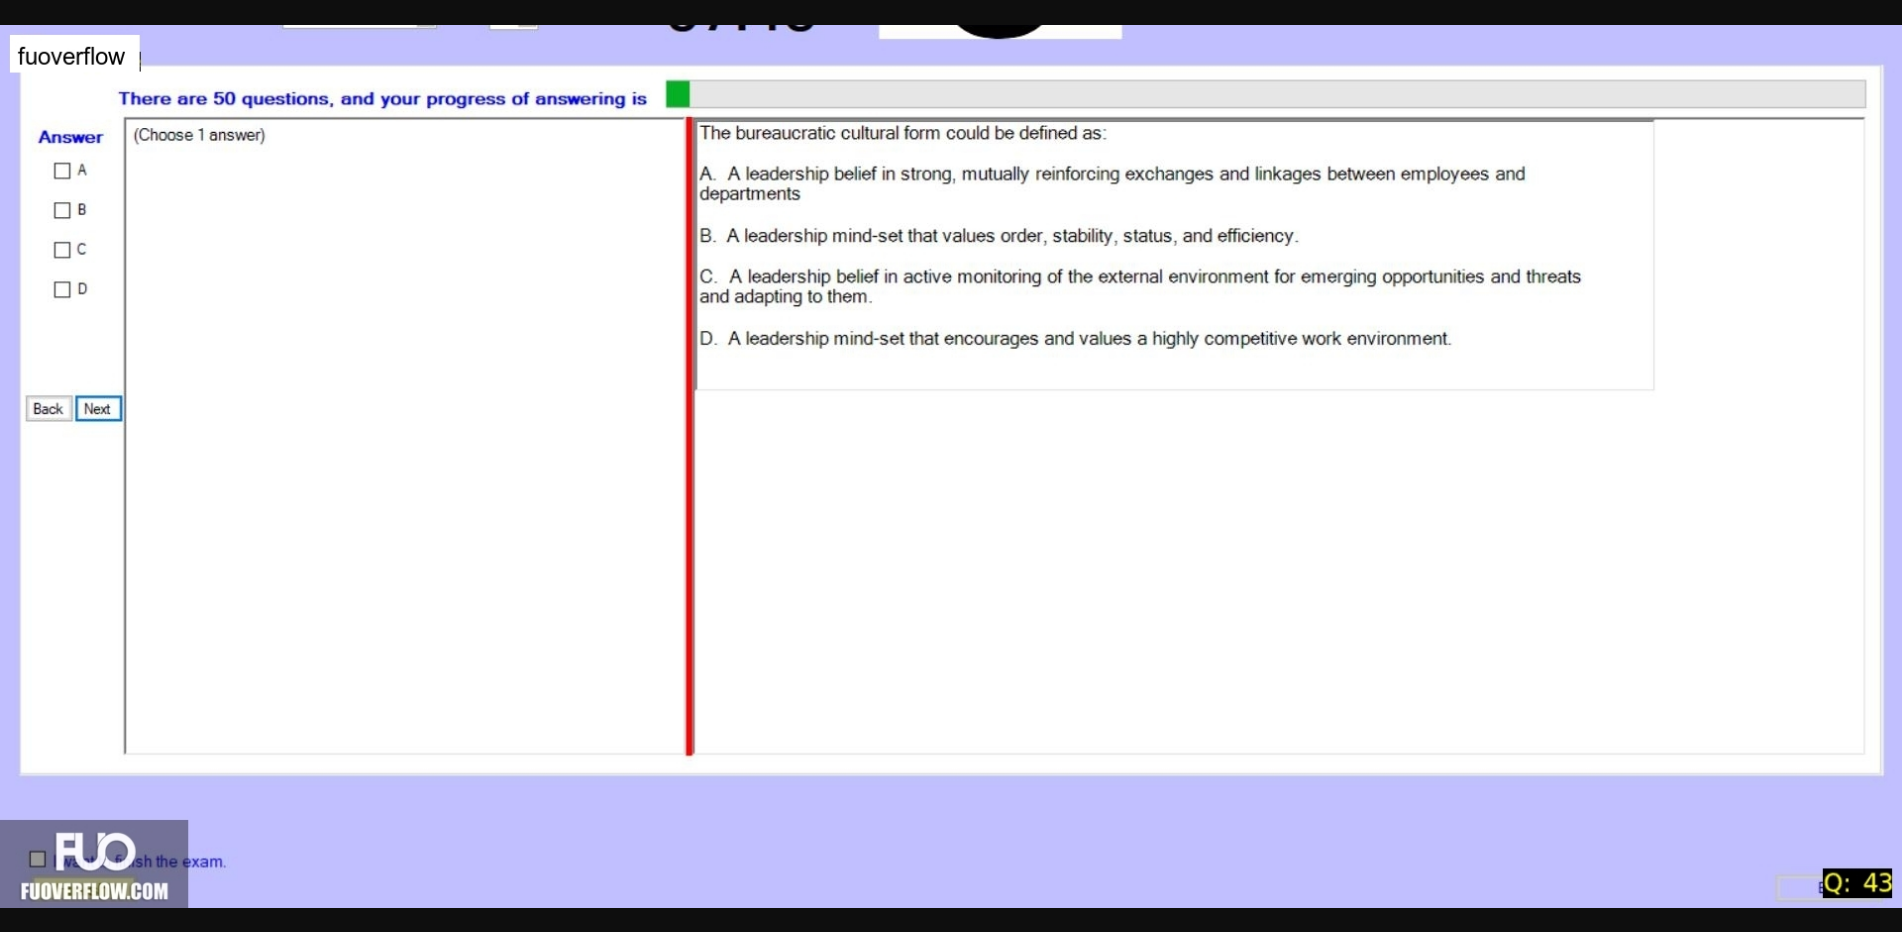 fuoverflow
There are 50 questions, and your progress of answering is
Answer
(Choose 1 answer)
A
B
C
D
Back
Next
The bureaucratic cultural form could be defined as:
A. A leadership belief in strong, mutually reinforcing exchanges and linkages between employees and
departments
B. A leadership mind-set that values order, stability, status, and efficiency.
C. A leadership belief in active monitoring of the external environment for emerging opportunities and threats
and adapting to them.
D. A leadership mind-set that encourages and values a highly competitive work environment.
FUO
the exam.
FUOVERFLOW.COM
Q: 43